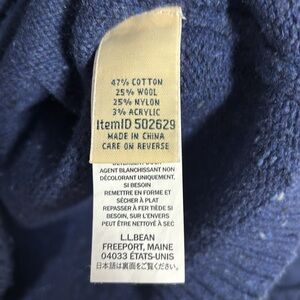 47% COTTON
25% WOOL
25% NYLON
3% ACRYLIC
ItemID 502629
MADE IN CHINA
CARE ON REVERSE
AGENT BLANCHISSANT NON
DÉCOLORANT UNIQUEMENT,
SI BESOIN
REMETTRE EN FORME ET
SÉCHER À PLAT
REPASSER À FER TIÈDE SI
BESOIN, SUR L'ENVERS
PEUT ÊTRE NETTOYÉ À SEC
L.L.BEAN
FREEPORT, MAINE
04033 ÉTATS-UNIS
日本語は裏面をご覧ください。